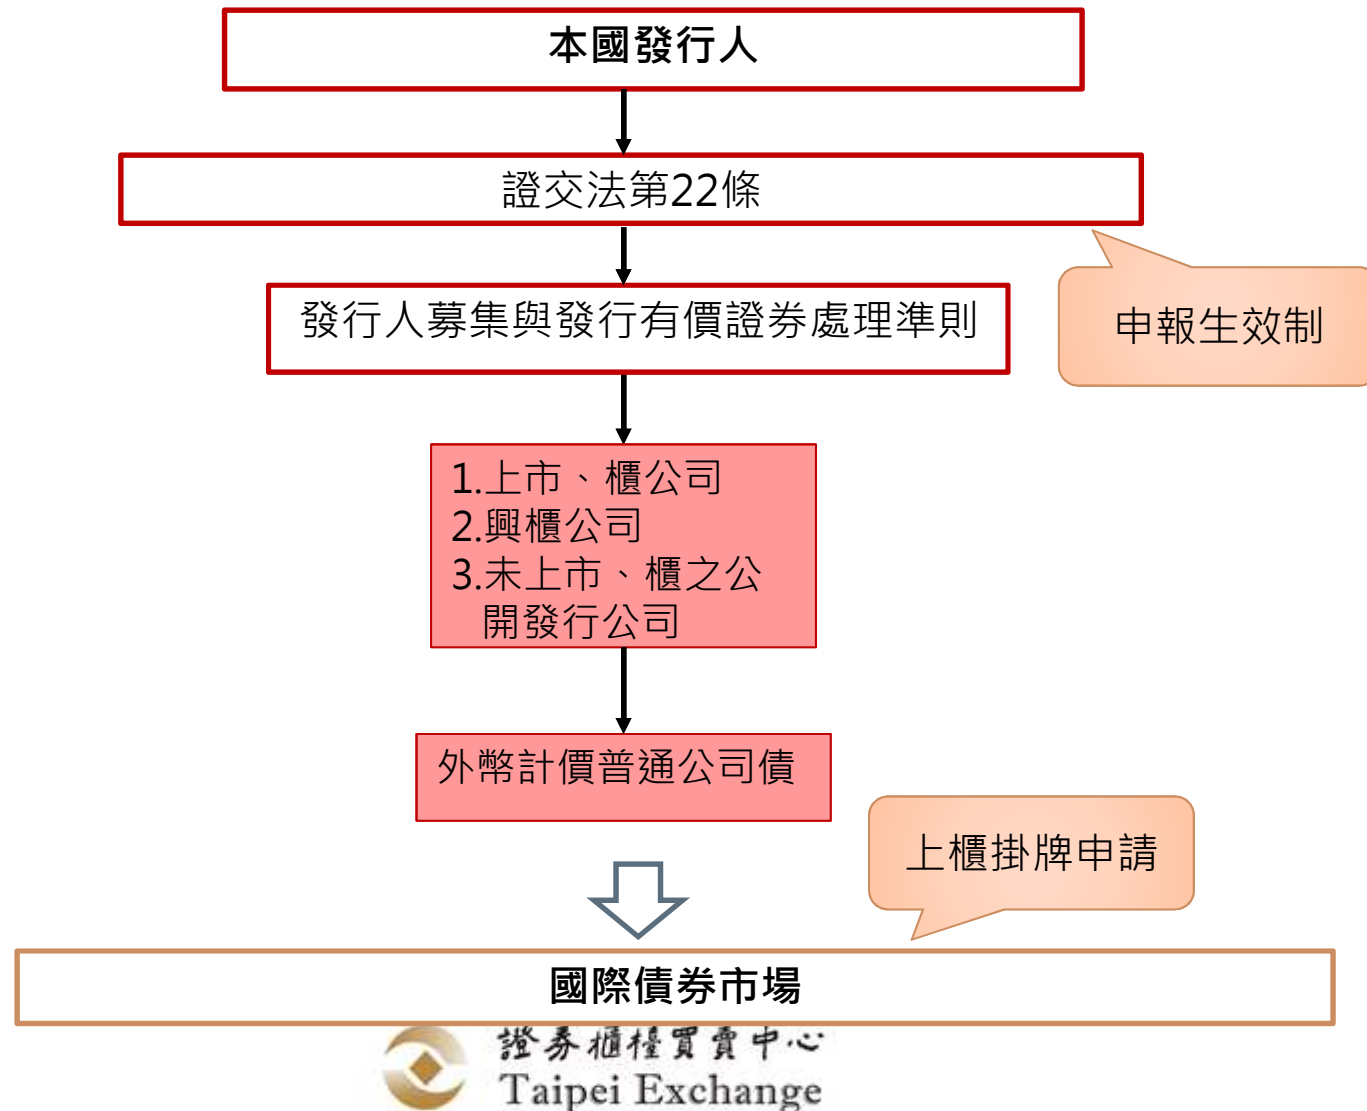 本國發行人
證交法第22條
發行人募集與發行有價證券處理準則
申報生效制
1.上市、櫃公司
2.興櫃公司
3.未上市、櫃之公
開發行公司
外幣計價普通公司債
上櫃掛牌申請
國際債券市場
證券櫃檯買賣中心
Taipei Exchange